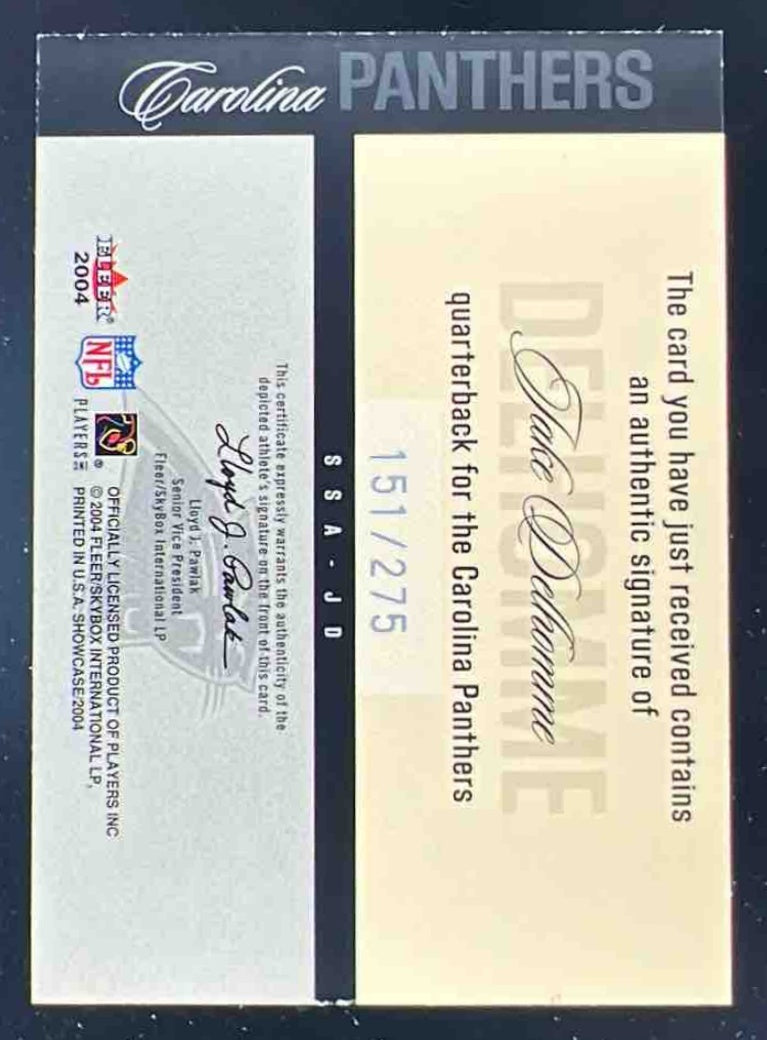 Carolina PANTHERS
The card you have just received contains
an authentic signature of
DELHOMME
Jake Delhomme
quarterback for the Carolina Panthers
151/275
SSA-JD
This certificate expressly warrants the authenticity of the
depicted athlete's signature on the front of this card.
Lloyd J. Pawlak
Lloyd J. Pawlak
Senior Vice President
Fleer/SkyBox International LP
FLEER®
2004
NFL
PLAYERS INC
®
OFFICIALLY LICENSED PRODUCT OF PLAYERS INC
© 2004 FLEER/SKYBOX INTERNATIONAL LP,
PRINTED IN U.S.A. SHOWCASE/2004